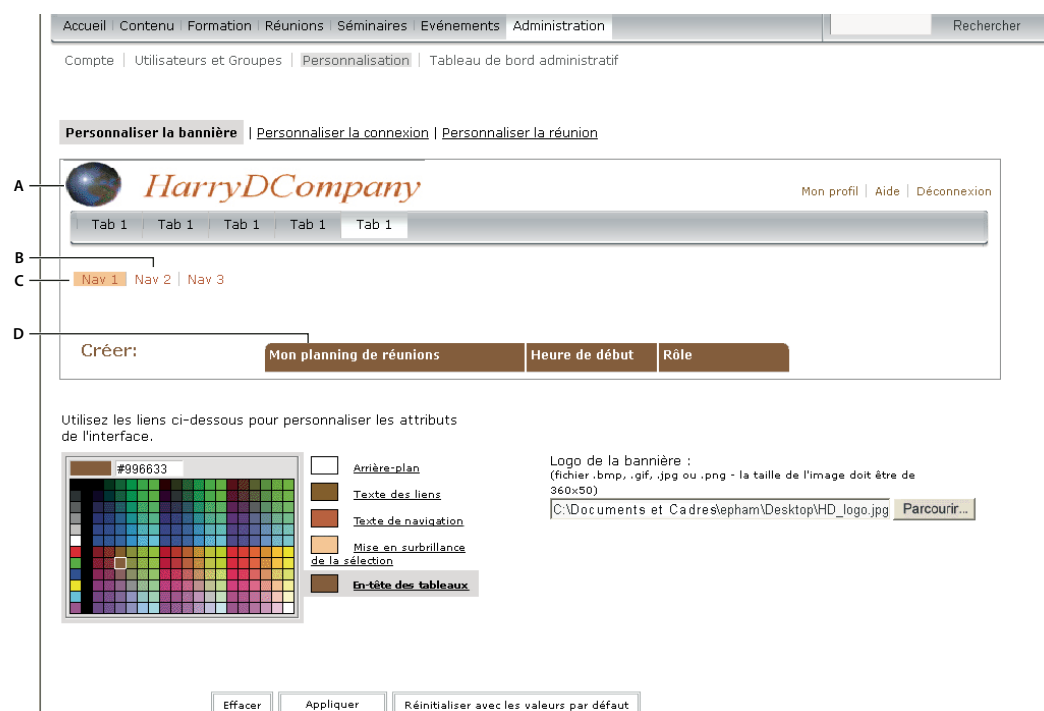 Accueil | Contenu | Formation | Réunions | Séminaires | Evénements | Administration
Rechercher
Compte | Utilisateurs et Groupes | Personnalisation | Tableau de bord administratif
Personnaliser la bannière | Personnaliser la connexion | Personnaliser la réunion
A
HarryDCompany
Mon profil | Aide | Déconnexion
Tab 1 | Tab 1 | Tab 1 | Tab 1 | Tab 1
B
C
Nav 1 | Nav 2 | Nav 3
D
Créer:
Mon planning de réunions
Heure de début
Rôle
Utilisez les liens ci-dessous pour personnaliser les attributs
de l'interface.
#996633
Arrière-plan
Texte des liens
Texte de navigation
Mise en surbrillance
de la sélection
En-tête des tableaux
Logo de la bannière :
(fichier .bmp, .gif, .jpg ou .png - la taille de l'image doit être de
360x50)
C:\Documents et Cadres\epham\Desktop\HD_logo.jpg
Parcourir...
Effacer
Appliquer
Réinitialiser avec les valeurs par défaut